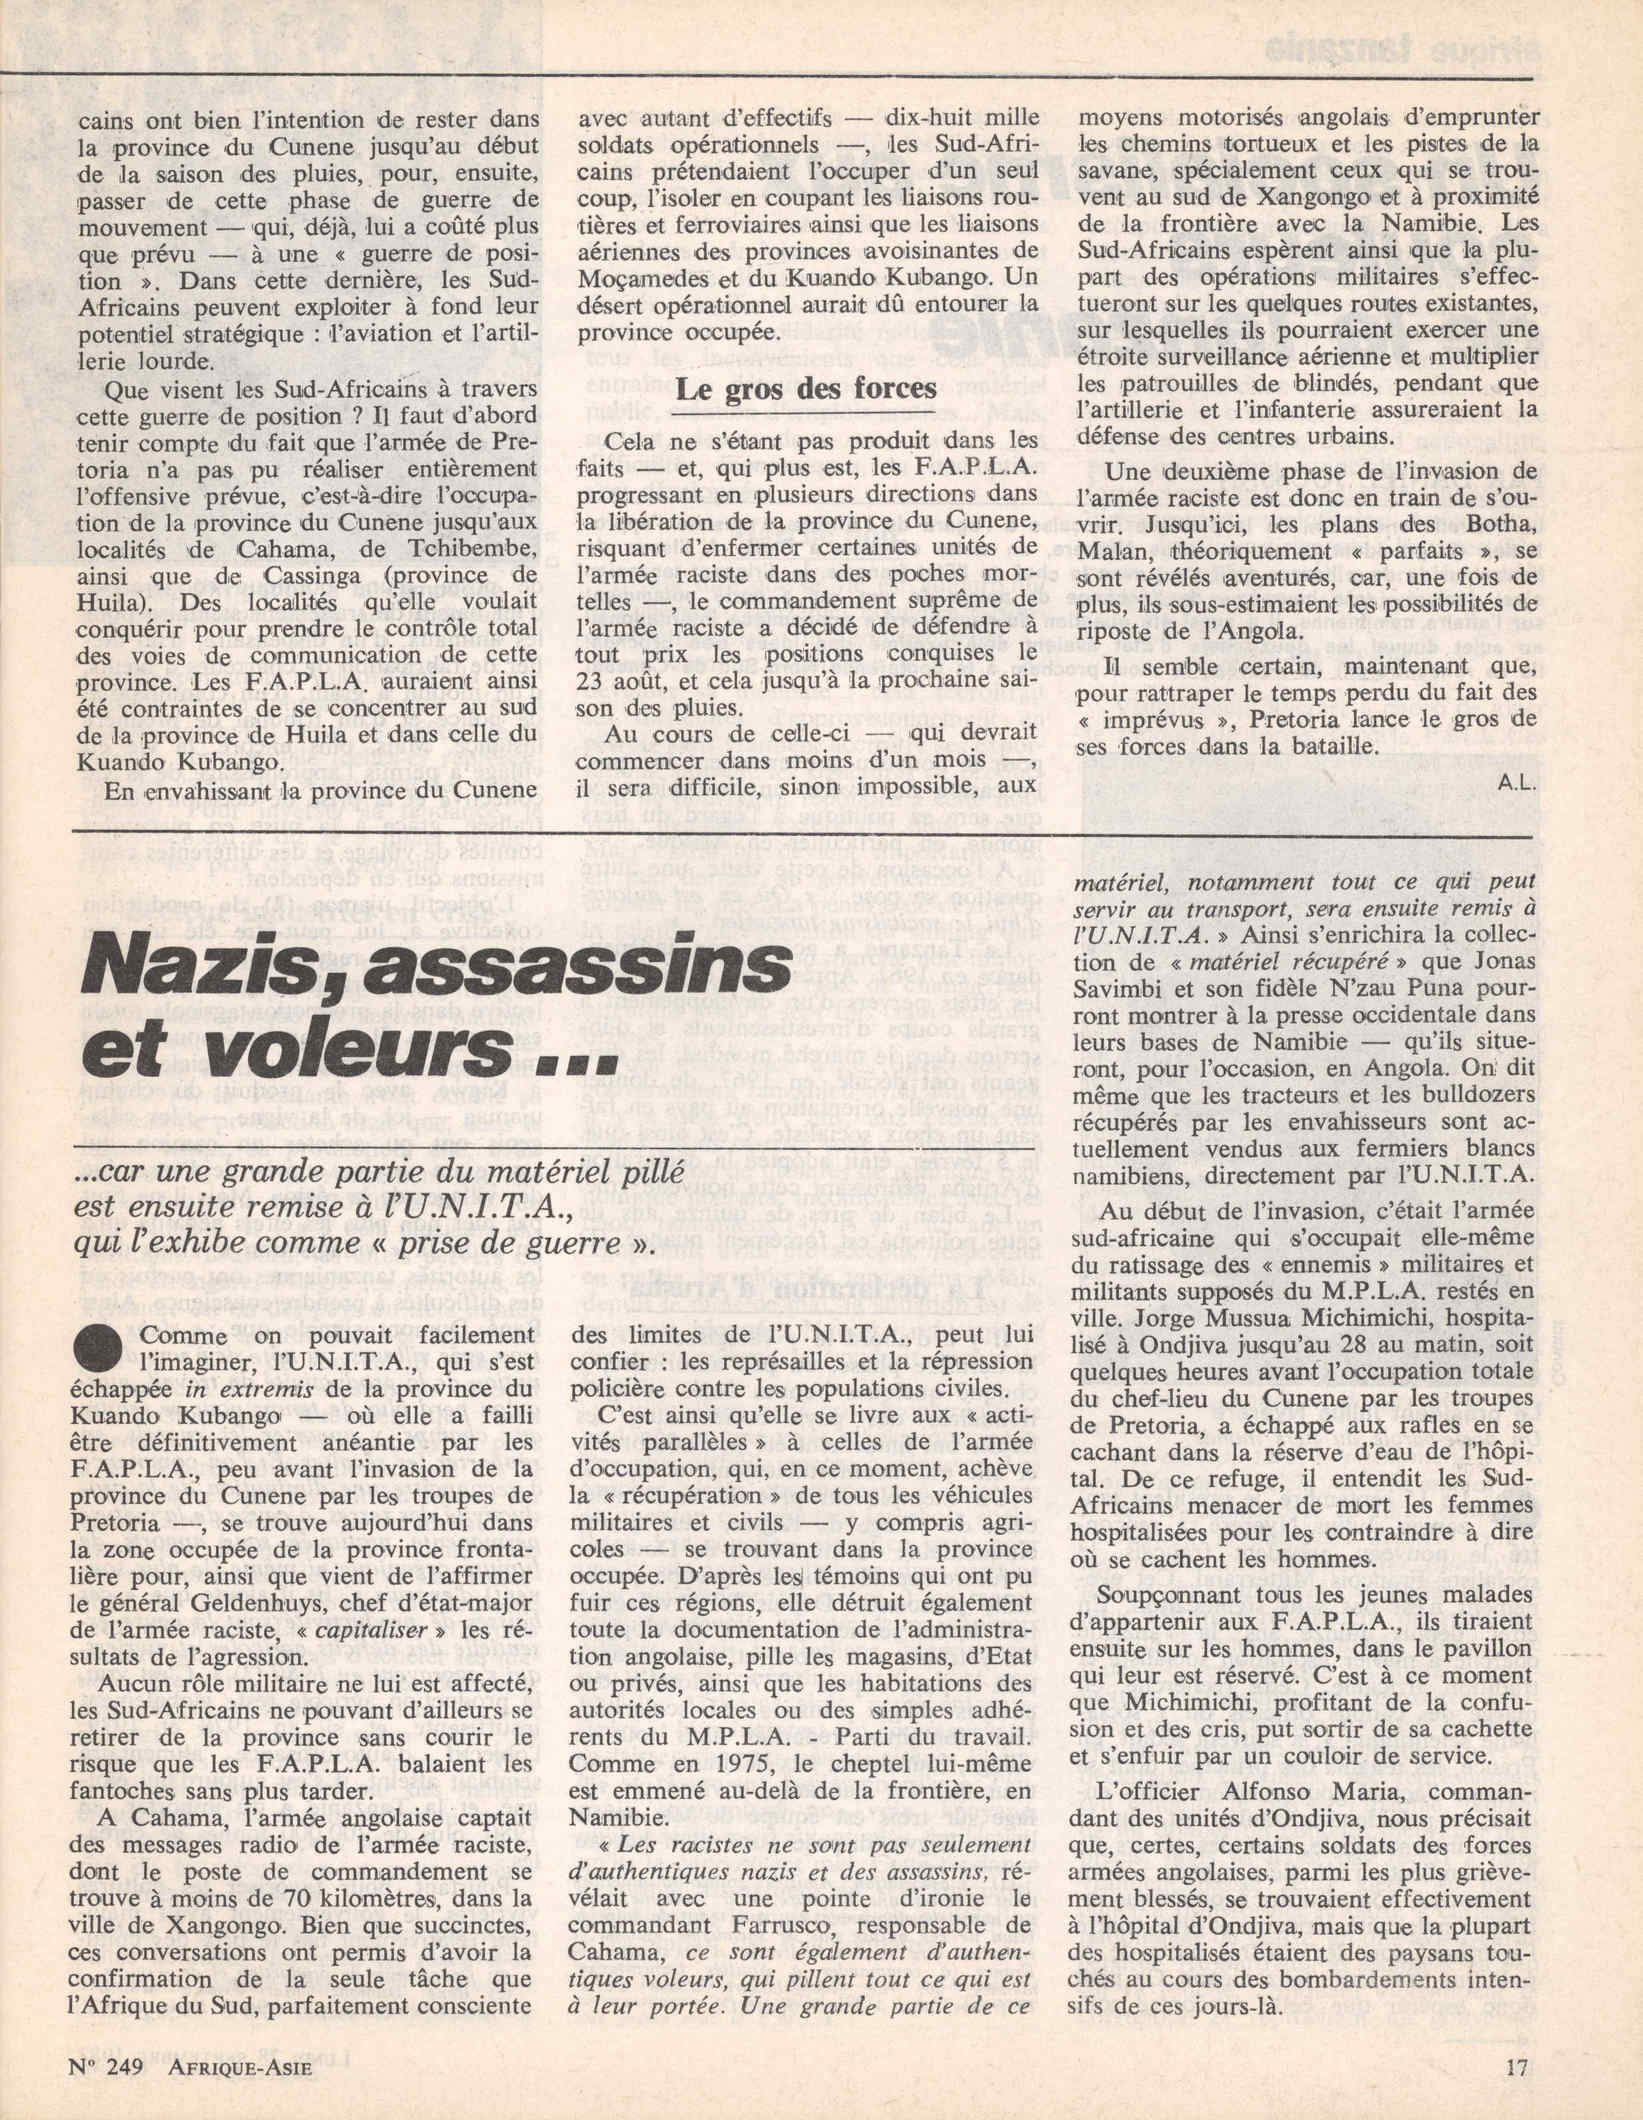 cains ont bien l'intention de rester dans
la province du Cunene jusqu'au début
de la saison des pluies, pour, ensuite,
passer de cette phase de guerre de
mouvement — qui, déjà, lui a coûté plus
que prévu — à une « guerre de posi-
tion ». Dans cette dernière, les Sud-
Africains peuvent exploiter à fond leur
potentiel stratégique : l'aviation et l'artil-
lerie lourde.
Que visent les Sud-Africains à travers
cette guerre de position ? Il faut d'abord
tenir compte du fait que l'armée de Pre-
toria n'a pas pu réaliser entièrement
l'offensive prévue, c'est-à-dire l'occupa-
tion de la province du Cunene jusqu'aux
localités de Cahama, de Tchibembe,
ainsi que de Cassinga (province de
Huila). Des localités qu'elle voulait
conquérir pour prendre le contrôle total
des voies de communication de cette
province. Les F.A.P.L.A. auraient ainsi
été contraintes de se concentrer au sud
de la province de Huila et dans celle du
Kuando Kubango.
En envahissant la province du Cunene
avec autant d'effectifs — dix-huit mille
soldats opérationnels —, les Sud-Afri-
cains prétendaient l'occuper d'un seul
coup, l'isoler en coupant les liaisons rou-
tières et ferroviaires ainsi que les liaisons
aériennes des provinces avoisinantes de
Moçamedes et du Kuando Kubango. Un
désert opérationnel aurait dû entourer la
province occupée.
Le gros des forces
Cela ne s'étant pas produit dans les
faits — et, qui plus est, les F.A.P.L.A.
progressant en plusieurs directions dans
la libération de la province du Cunene,
risquant d'enfermer certaines unités de
l'armée raciste dans des poches mor-
telles —, le commandement suprême de
l'armée raciste a décidé de défendre à
tout prix les positions conquises le
23 août, et cela jusqu'à la prochaine sai-
son des pluies.
Au cours de celle-ci — qui devrait
commencer dans moins d'un mois —,
il sera difficile, sinon impossible, aux
moyens motorisés angolais d'emprunter
les chemins tortueux et les pistes de la
savane, spécialement ceux qui se trou-
vent au sud de Xangongo et à proximité
de la frontière avec la Namibie. Les
Sud-Africains espèrent ainsi que la plu-
part des opérations militaires s'effec-
tueront sur les quelques routes existantes,
sur lesquelles ils pourraient exercer une
étroite surveillance aérienne et multiplier
les patrouilles de blindés, pendant que
l'artillerie et l'infanterie assureraient la
défense des centres urbains.
Une deuxième phase de l'invasion de
l'armée raciste est donc en train de s'ou-
vrir. Jusqu'ici, les plans des Botha,
Malan, théoriquement « parfaits », se
sont révélés aventurés, car, une fois de
plus, ils sous-estimaient les possibilités de
riposte de l'Angola.
Il semble certain, maintenant que,
pour rattraper le temps perdu du fait des
« imprévus », Pretoria lance le gros de
ses forces dans la bataille.
A.L.
Nazis, assassins
et voleurs...
...car une grande partie du matériel pillé
est ensuite remise à l'U.N.I.T.A.,
qui l'exhibe comme « prise de guerre ».
Comme on pouvait facilement
l'imaginer, l'U.N.I.T.A., qui s'est
échappée in extremis de la province du
Kuando Kubango — où elle a failli
être définitivement anéantie par les
F.A.P.L.A., peu avant l'invasion de la
province du Cunene par les troupes de
Pretoria —, se trouve aujourd'hui dans
la zone occupée de la province fronta-
lière pour, ainsi que vient de l'affirmer
le général Geldenhuys, chef d'état-major
de l'armée raciste, « capitaliser » les ré-
sultats de l'agression.
Aucun rôle militaire ne lui est affecté,
les Sud-Africains ne pouvant d'ailleurs se
retirer de la province sans courir le
risque que les F.A.P.L.A. balaient les
fantoches sans plus tarder.
A Cahama, l'armée angolaise captait
des messages radio de l'armée raciste,
dont le poste de commandement se
trouve à moins de 70 kilomètres, dans la
ville de Xangongo. Bien que succinctes,
ces conversations ont permis d'avoir la
confirmation de la seule tâche que
l'Afrique du Sud, parfaitement consciente
des limites de l'U.N.I.T.A., peut lui
confier : les représailles et la répression
policière contre les populations civiles.
C'est ainsi qu'elle se livre aux « acti-
vités parallèles » à celles de l'armée
d'occupation, qui, en ce moment, achève
la « récupération » de tous les véhicules
militaires et civils — y compris agri-
coles — se trouvant dans la province
occupée. D'après les témoins qui ont pu
fuir ces régions, elle détruit également
toute la documentation de l'administra-
tion angolaise, pille les magasins, d'Etat
ou privés, ainsi que les habitations des
autorités locales ou des simples adhé-
rents du M.P.L.A. - Parti du travail.
Comme en 1975, le cheptel lui-même
est emmené au-delà de la frontière, en
Namibie.
« Les racistes ne sont pas seulement
d'authentiques nazis et des assassins, ré-
vélait avec une pointe d'ironie le
commandant Farrusco, responsable de
Cahama, ce sont également d'authen-
tiques voleurs, qui pillent tout ce qui est
à leur portée. Une grande partie de ce
matériel, notamment tout ce qui peut
servir au transport, sera ensuite remis à
l'U.N.I.T.A. » Ainsi s'enrichira la collec-
tion de « matériel récupéré » que Jonas
Savimbi et son fidèle N'zau Puna pour-
ront montrer à la presse occidentale dans
leurs bases de Namibie — qu'ils situe-
ront, pour l'occasion, en Angola. On dit
même que les tracteurs et les bulldozers
récupérés par les envahisseurs sont ac-
tuellement vendus aux fermiers blancs
namibiens, directement par l'U.N.I.T.A.
Au début de l'invasion, c'était l'armée
sud-africaine qui s'occupait elle-même
du ratissage des « ennemis » militaires et
militants supposés du M.P.L.A. restés en
ville. Jorge Mussua Michimichi, hospita-
lisé à Ondjiva jusqu'au 28 au matin, soit
quelques heures avant l'occupation totale
du chef-lieu du Cunene par les troupes
de Pretoria, a échappé aux rafles en se
cachant dans la réserve d'eau de l'hôpi-
tal. De ce refuge, il entendit les Sud-
Africains menacer de mort les femmes
hospitalisées pour les contraindre à dire
où se cachent les hommes.
Soupçonnant tous les jeunes malades
d'appartenir aux F.A.P.L.A., ils tiraient
ensuite sur les hommes, dans le pavillon
qui leur est réservé. C'est à ce moment
que Michimichi, profitant de la confu-
sion et des cris, put sortir de sa cachette
et s'enfuir par un couloir de service.
L'officier Alfonso Maria, comman-
dant des unités d'Ondjiva, nous précisait
que, certes, certains soldats des forces
armées angolaises, parmi les plus griève-
ment blessés, se trouvaient effectivement
à l'hôpital d'Ondjiva, mais que la plupart
des hospitalisés étaient des paysans tou-
chés au cours des bombardements inten-
sifs de ces jours-là.
N° 249 AFRIQUE-ASIE
17